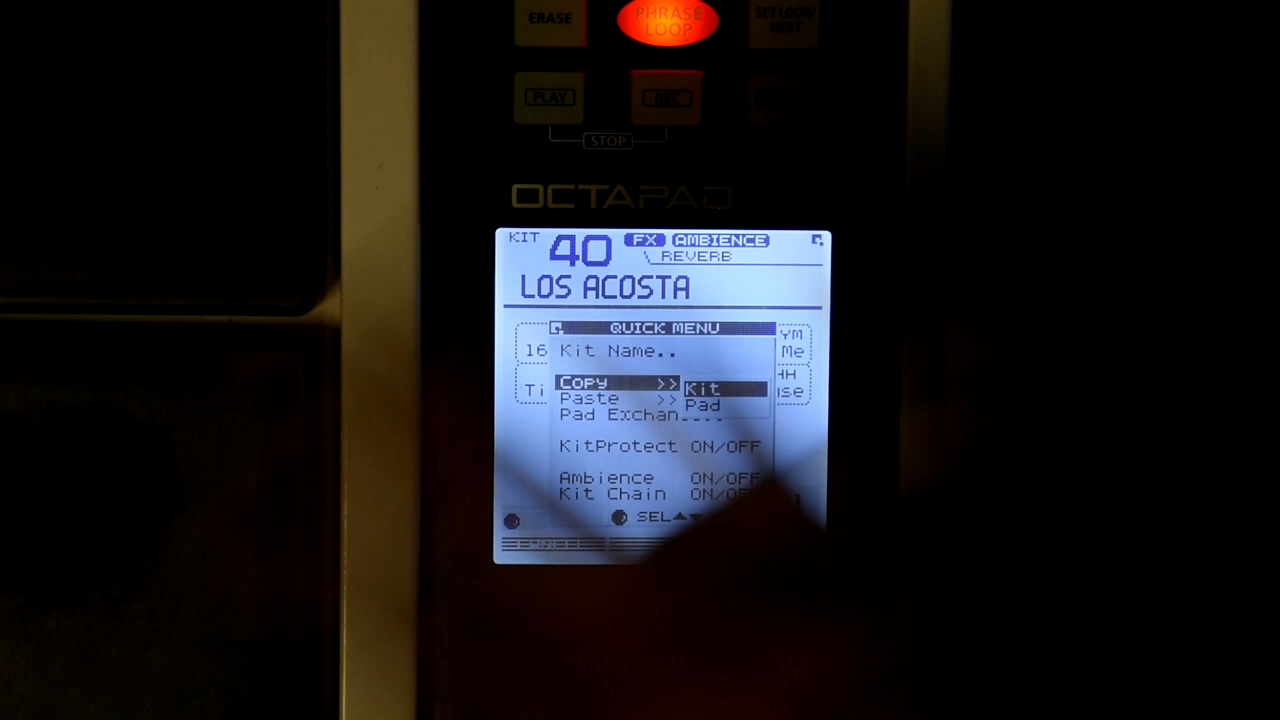 ERASE
PHRASE LOOP
SET LOOP/ NEXT
PLAY
REC
STOP
OCTAPAD
KIT 40 FX AMBIENCE
REVERB
LOS ACOSTA
QUICK MENU
16 Kit Name.. YM
Me
Copy >> Kit
HH
Ti Paste >> Pad
Pad Exchan....
KitProtect ON/OFF
Ambience ON/OFF
Kit Chain ON/OFF
SEL▲▼